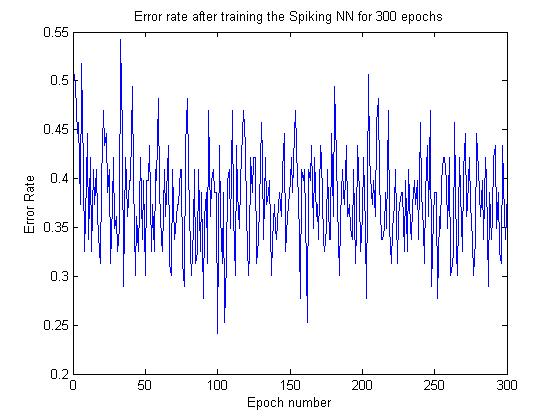 Error rate after training the Spiking NN for 300 epochs
0.55
0.5
0.45
0.4
0.35
0.3
0.25
0.2
Error Rate
0 50 100 150 200 250 300
Epoch number